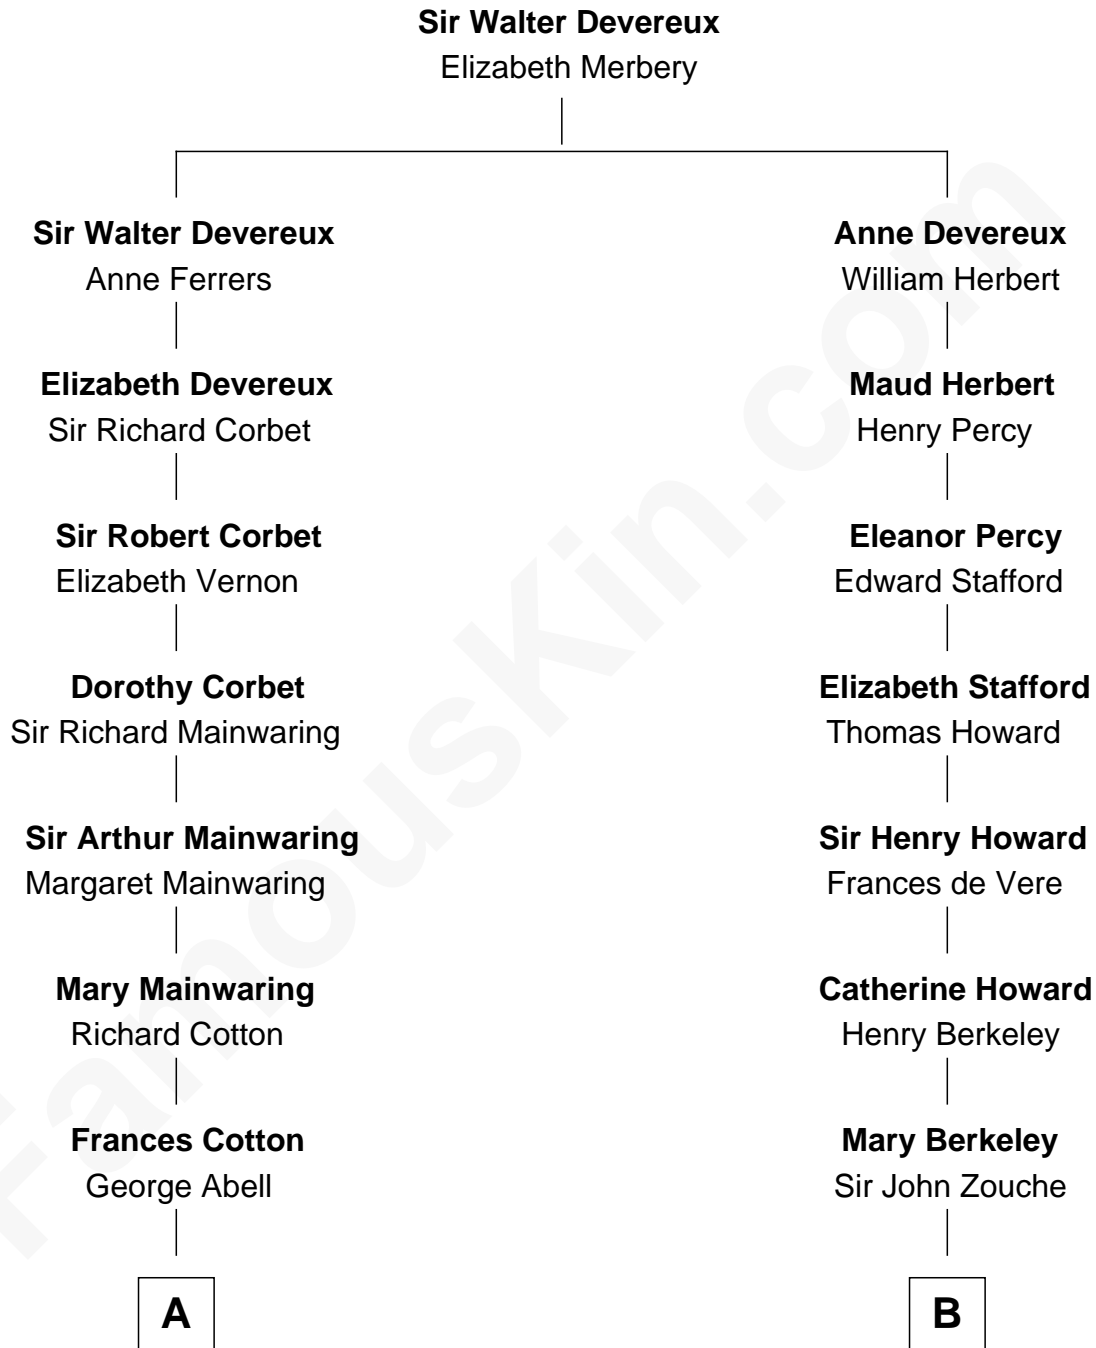 Sir Walter Devereux
Elizabeth Merbery
Sir Walter Devereux
Anne Ferrers
Elizabeth Devereux
Sir Richard Corbet
Sir Robert Corbet
Elizabeth Vernon
Dorothy Corbet
Sir Richard Mainwaring
Sir Arthur Mainwaring
Margaret Mainwaring
Mary Mainwaring
Richard Cotton
Frances Cotton
George Abell
A
Anne Devereux
William Herbert
Maud Herbert
Henry Percy
Eleanor Percy
Edward Stafford
Elizabeth Stafford
Thomas Howard
Sir Henry Howard
Frances de Vere
Catherine Howard
Henry Berkeley
Mary Berkeley
Sir John Zouche
B
FamousKin.com